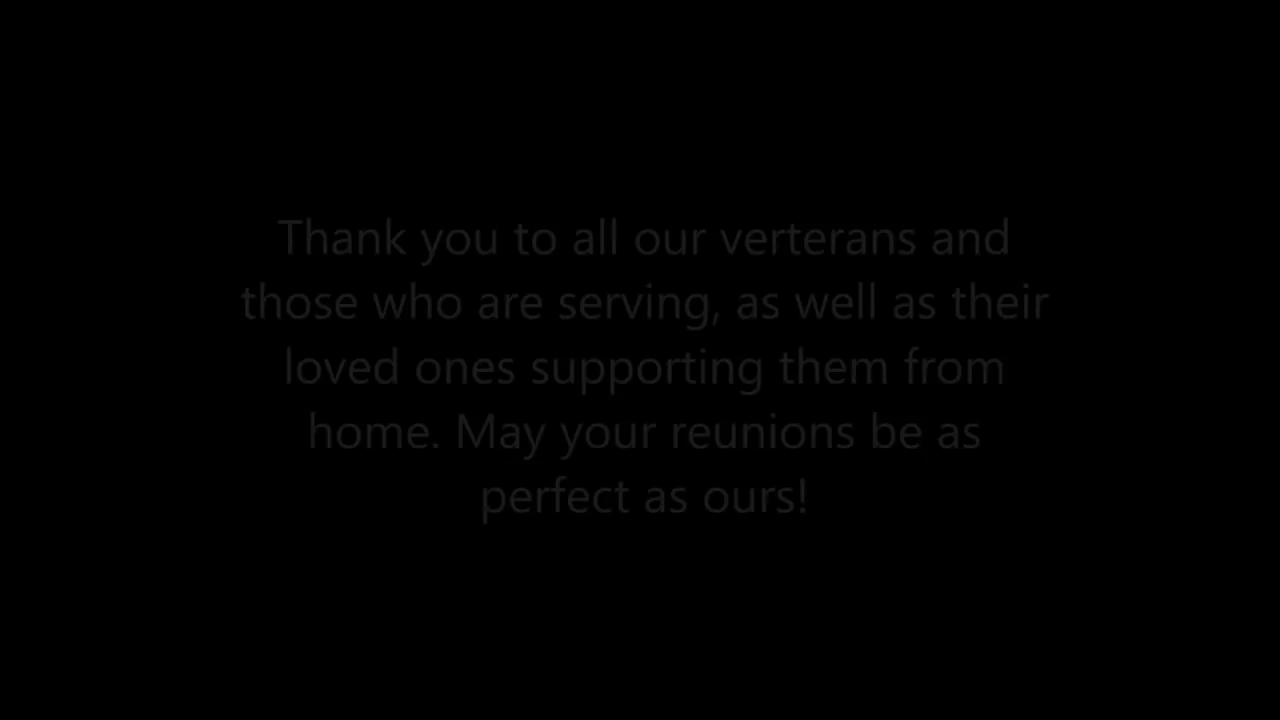 Thank you to all our verterans and
those who are serving, as well as their
loved ones supporting them from
home. May your reunions be as
perfect as ours!